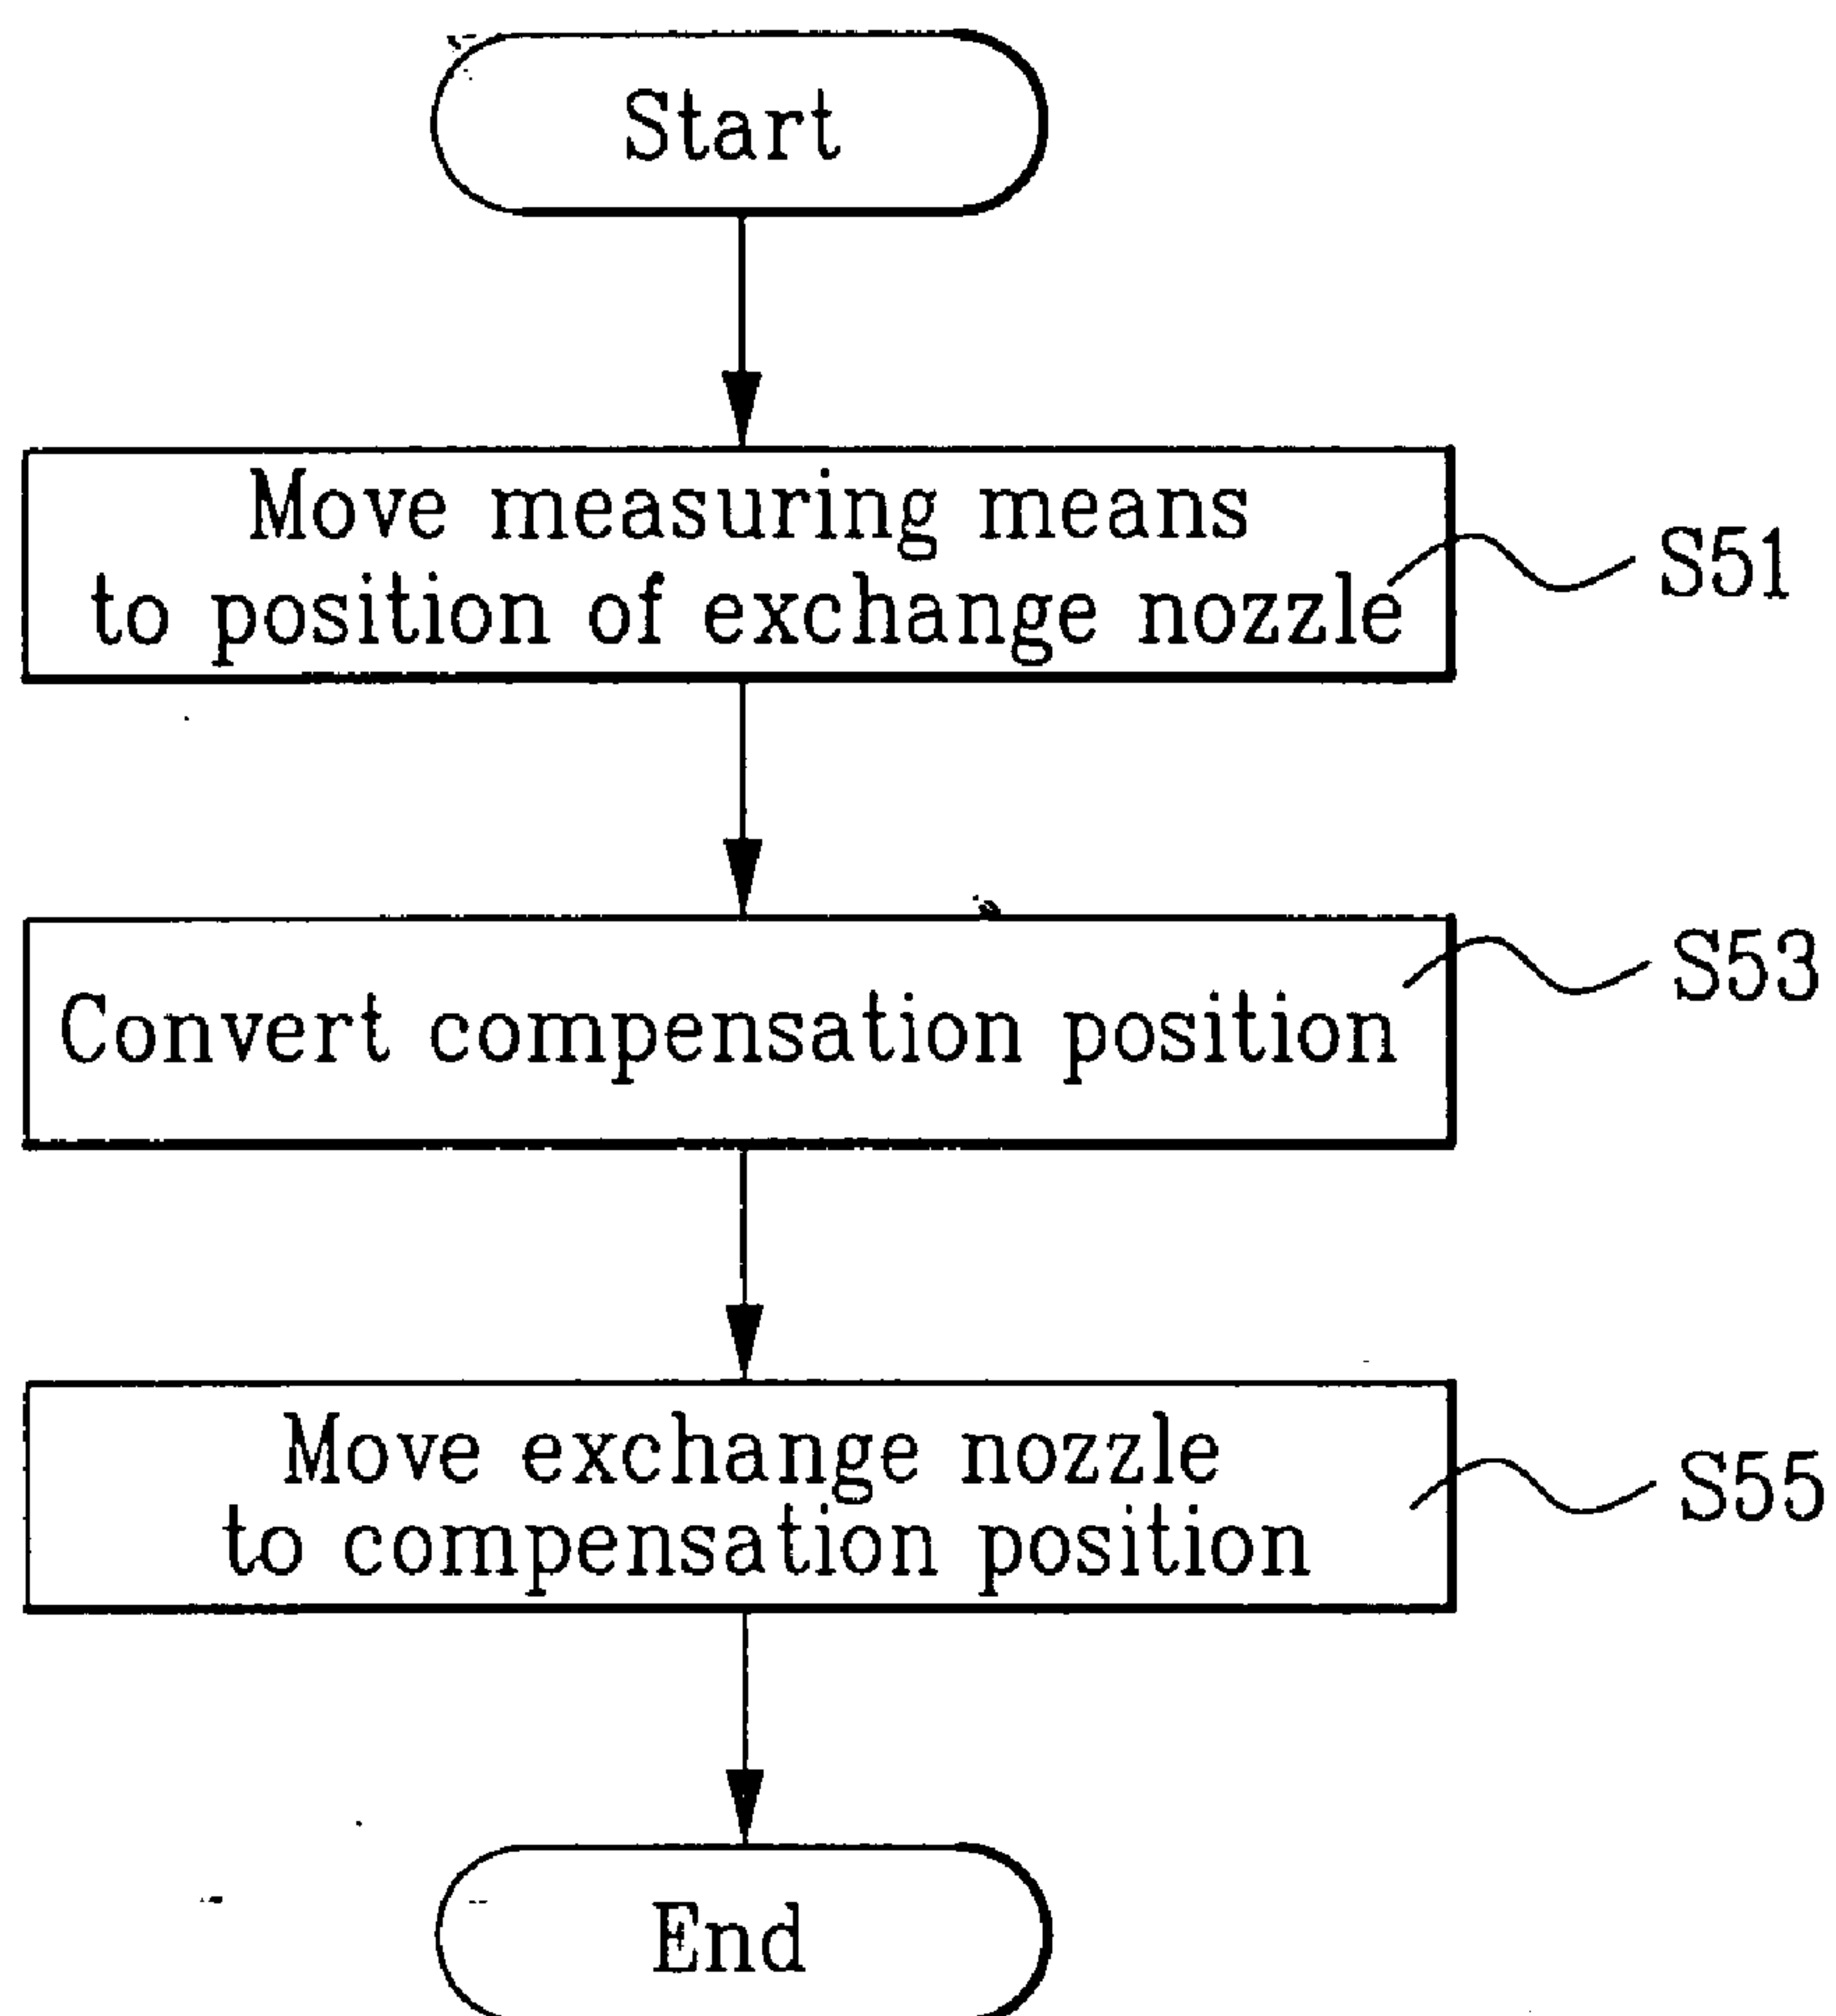 Start
Move measuring means
to position of exchange nozzle
S51
Convert compensation position
S53
Move exchange nozzle
to compensation position
S55
End